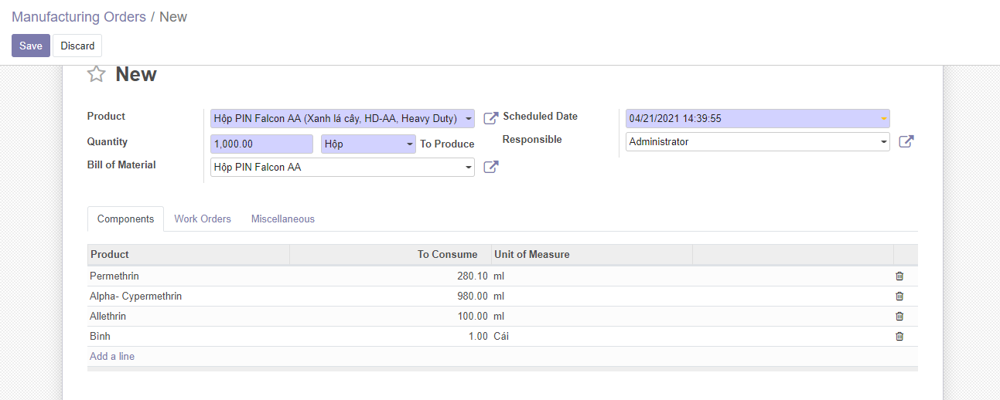 Manufacturing Orders / New
Save Discard
New
Product Hộp PIN Falcon AA (Xanh lá cây, HD-AA, Heavy Duty) Scheduled Date 04/21/2021 14:39:55
Quantity 1,000.00 Hộp To Produce Responsible Administrator
Bill of Material Hộp PIN Falcon AA
Components Work Orders Miscellaneous
Product To Consume Unit of Measure
Permethrin 280.10 ml
Alpha- Cypermethrin 980.00 ml
Allethrin 100.00 ml
Bình 1.00 Cái
Add a line